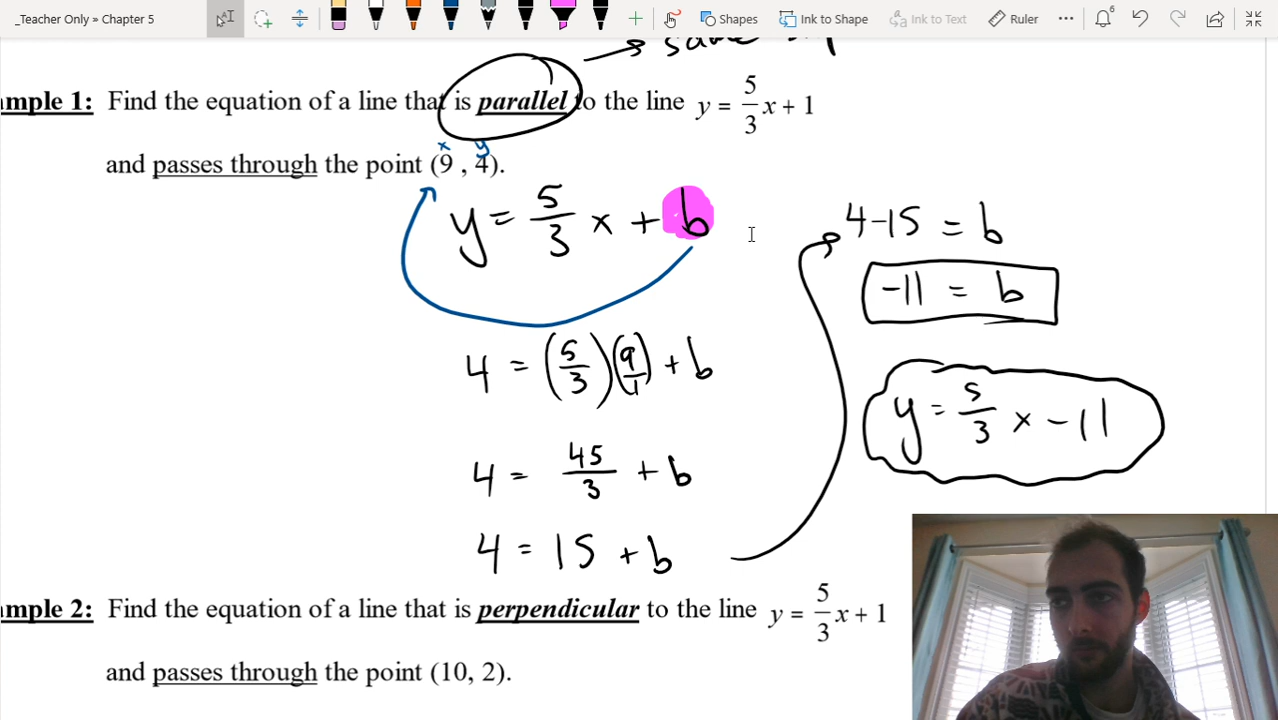 _Teacher Only » Chapter 5
Shapes
Ink to Shape
Ink to Text
Ruler
6
same
mple 1: Find the equation of a line that is parallel to the line y = 5/3 x + 1
x y
and passes through the point (9 , 4).
y = 5/3 x + b
4 = (5/3)(9/1) + b
4 = 45/3 + b
4 = 15 + b
4-15 = b
-11 = b
y = 5/3 x - 11
mple 2: Find the equation of a line that is perpendicular to the line y = 5/3 x + 1
and passes through the point (10, 2).